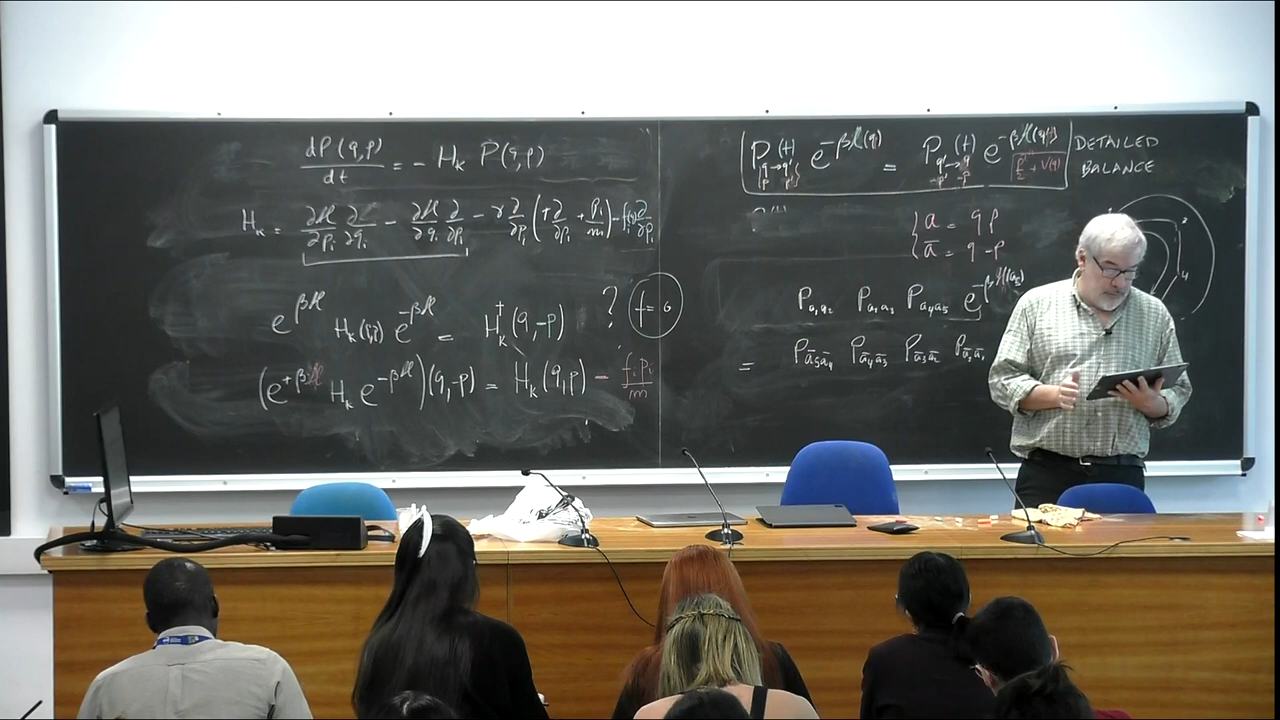 dP(q,p)/dt = - H_K P(q,p)
H_K = ∂ℋ/∂p_i ∂/∂q_i - ∂ℋ/∂q_i ∂/∂p_i - γ ∂/∂p_i (T ∂/∂p_i + p_i/m) - f_i(q) ∂/∂p_i
e^{βℋ} H_K e^{-βℋ} = H_K^†(q,-p) ? f=0
(e^{+βℋ} H_K e^{-βℋ})(q,-p) = H_K(q,p) - f_i p_i/m
P_{q→q' p -p'}(t) e^{-βℋ(q)} = P_{q'→q -p' -p}(t) e^{-βℋ(q')} DETAILED
p²/2 + V(q) BALANCE
{ a = q p
ā = q -p
P_{a_1a_2} P_{a_2a_3} P_{a_4a_5} e^{-βℋ(a_5)}
= P_{ā_5ā_4} P_{ā_4ā_3} P_{ā_3ā_2} P_{ā_2ā_1}